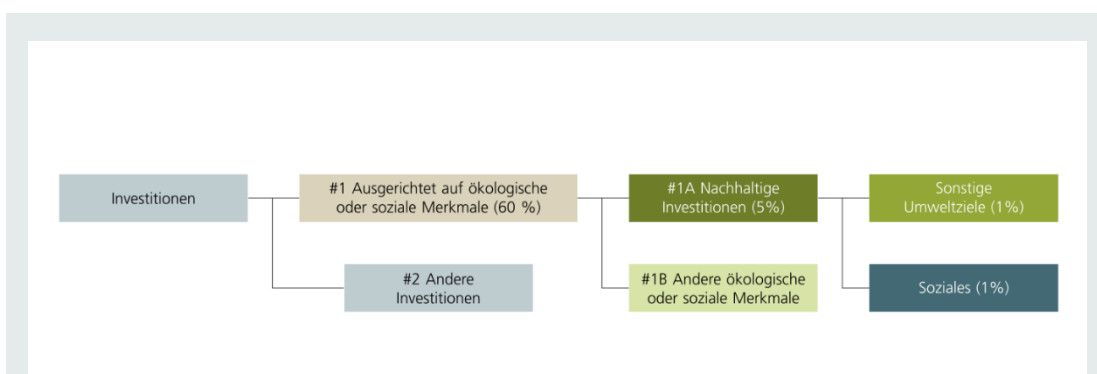 Investitionen
#1 Ausgerichtet auf ökologische
oder soziale Merkmale (60 %)
#1A Nachhaltige
Investitionen (5%)
Sonstige
Umweltziele (1%)
#2 Andere
Investitionen
#1B Andere ökologische
oder soziale Merkmale
Soziales (1%)